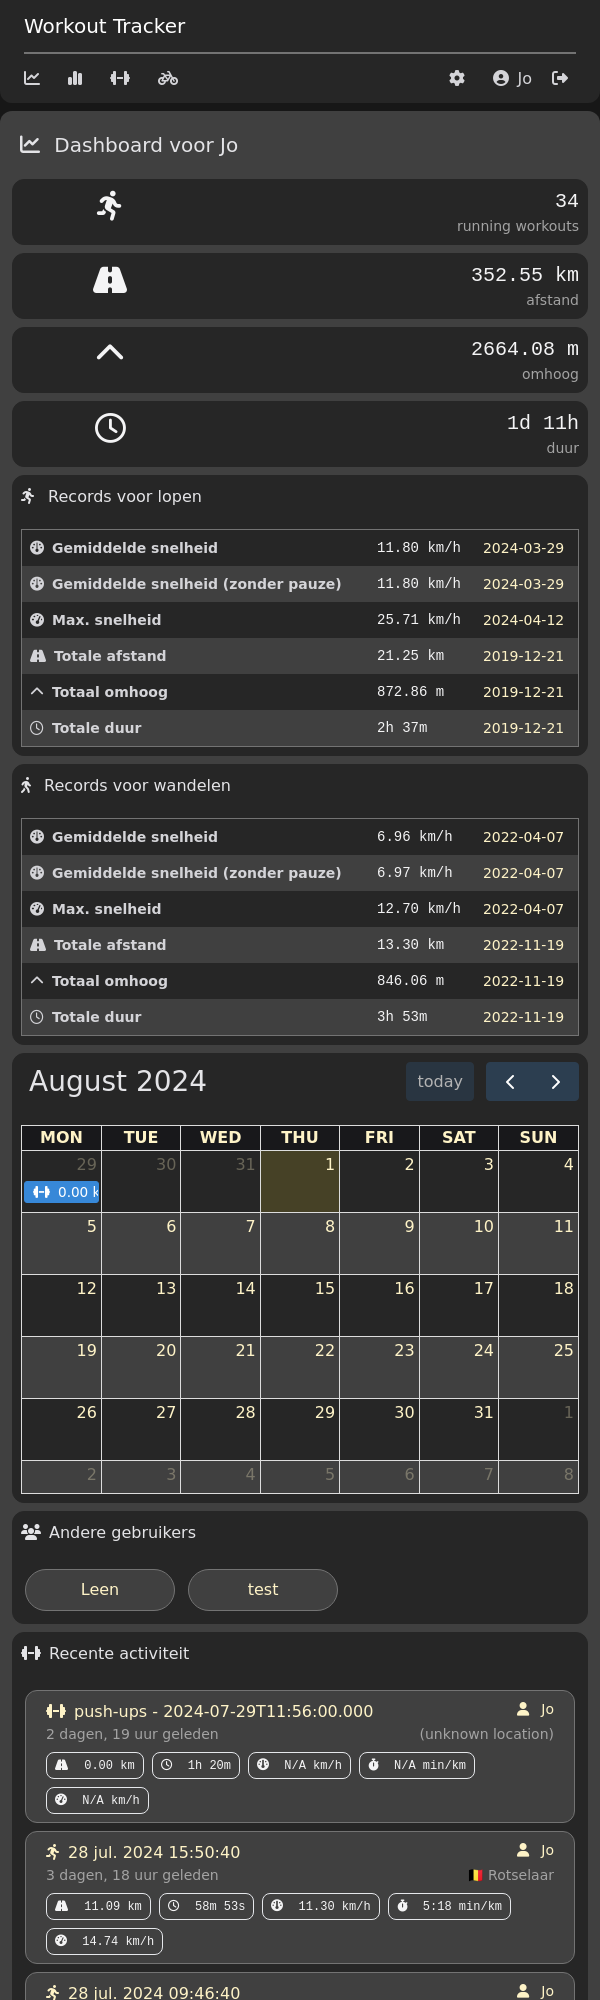 Workout Tracker
Jo
Dashboard voor Jo
34
running workouts
352.55 km
afstand
2664.08 m
omhoog
1d 11h
duur
Records voor lopen
Gemiddelde snelheid 11.80 km/h 2024-03-29
Gemiddelde snelheid (zonder pauze) 11.80 km/h 2024-03-29
Max. snelheid 25.71 km/h 2024-04-12
Totale afstand 21.25 km 2019-12-21
Totaal omhoog 872.86 m 2019-12-21
Totale duur 2h 37m 2019-12-21
Records voor wandelen
Gemiddelde snelheid 6.96 km/h 2022-04-07
Gemiddelde snelheid (zonder pauze) 6.97 km/h 2022-04-07
Max. snelheid 12.70 km/h 2022-04-07
Totale afstand 13.30 km 2022-11-19
Totaal omhoog 846.06 m 2022-11-19
Totale duur 3h 53m 2022-11-19
August 2024 today
MON TUE WED THU FRI SAT SUN
29 30 31 1 2 3 4
0.00 k
5 6 7 8 9 10 11
12 13 14 15 16 17 18
19 20 21 22 23 24 25
26 27 28 29 30 31 1
2 3 4 5 6 7 8
Andere gebruikers
Leen test
Recente activiteit
push-ups - 2024-07-29T11:56:00.000 Jo
2 dagen, 19 uur geleden (unknown location)
0.00 km 1h 20m N/A km/h N/A min/km
N/A km/h
28 jul. 2024 15:50:40 Jo
3 dagen, 18 uur geleden Rotselaar
11.09 km 58m 53s 11.30 km/h 5:18 min/km
14.74 km/h
28 jul. 2024 09:46:40 Jo